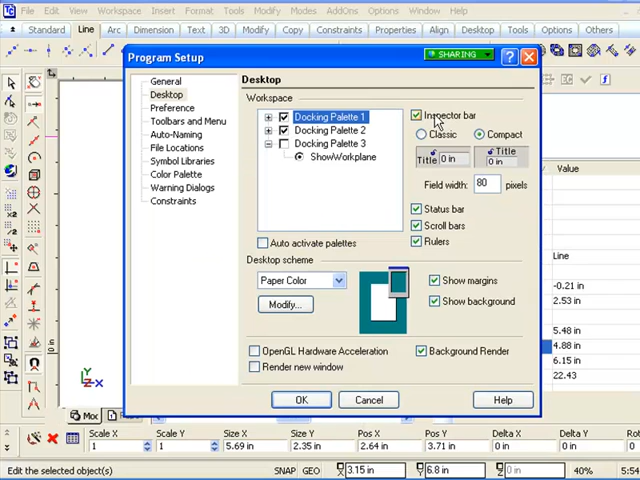 File Edit View Workspace Insert Format Tools Modify Modes AddOns Options Window Help
Standard Line Arc Dimension Text 3D Modify Copy Constraints Properties Desktop Tools Options Others
Program Setup
SHARING
General
Desktop
Preference
Toolbars and Menu
Auto-Naming
File Locations
Symbol Libraries
Color Palette
Warning Dialogs
Constraints
Desktop
Workspace
Docking Palette 1
Docking Palette 2
Docking Palette 3
ShowWorkplane
Auto activate palettes
Inspector bar
Classic Compact
Title 0 in
Title
0 in
Field width: 80 pixels
Status bar
Scroll bars
Rulers
Desktop scheme
Paper Color
Modify...
Show margins
Show background
OpenGL Hardware Acceleration
Background Render
Render new window
OK Cancel Help
Value
Line
-0.21 in
2.53 in
5.48 in
4.88 in
6.15 in
22.43
0 in
Y
Z X
Scale X Scale Y Size X Size Y Pos X Pos Y Delta X Delta
1 1 5.69 in 2.35 in 2.64 in 3.71 in 0 in 0 in
Edit the selected object(s) SNAP GEO X 3.15 in Y 6.8 in Z 0 in 40% 5:54